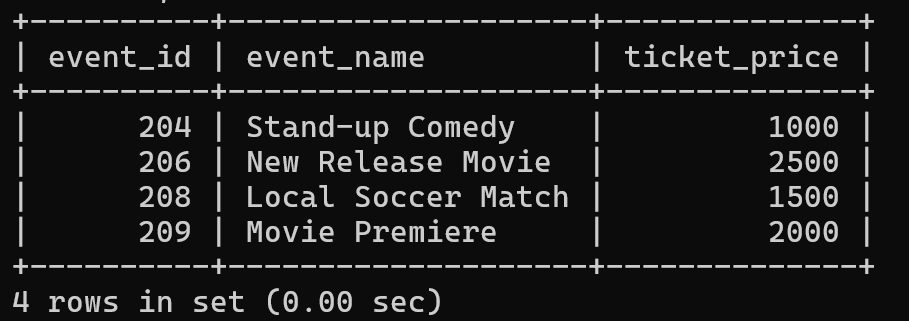 +----------+--------------------+--------------+
| event_id | event_name         | ticket_price |
+----------+--------------------+--------------+
|      204 | Stand-up Comedy    |         1000 |
|      206 | New Release Movie  |         2500 |
|      208 | Local Soccer Match |         1500 |
|      209 | Movie Premiere     |         2000 |
+----------+--------------------+--------------+
4 rows in set (0.00 sec)